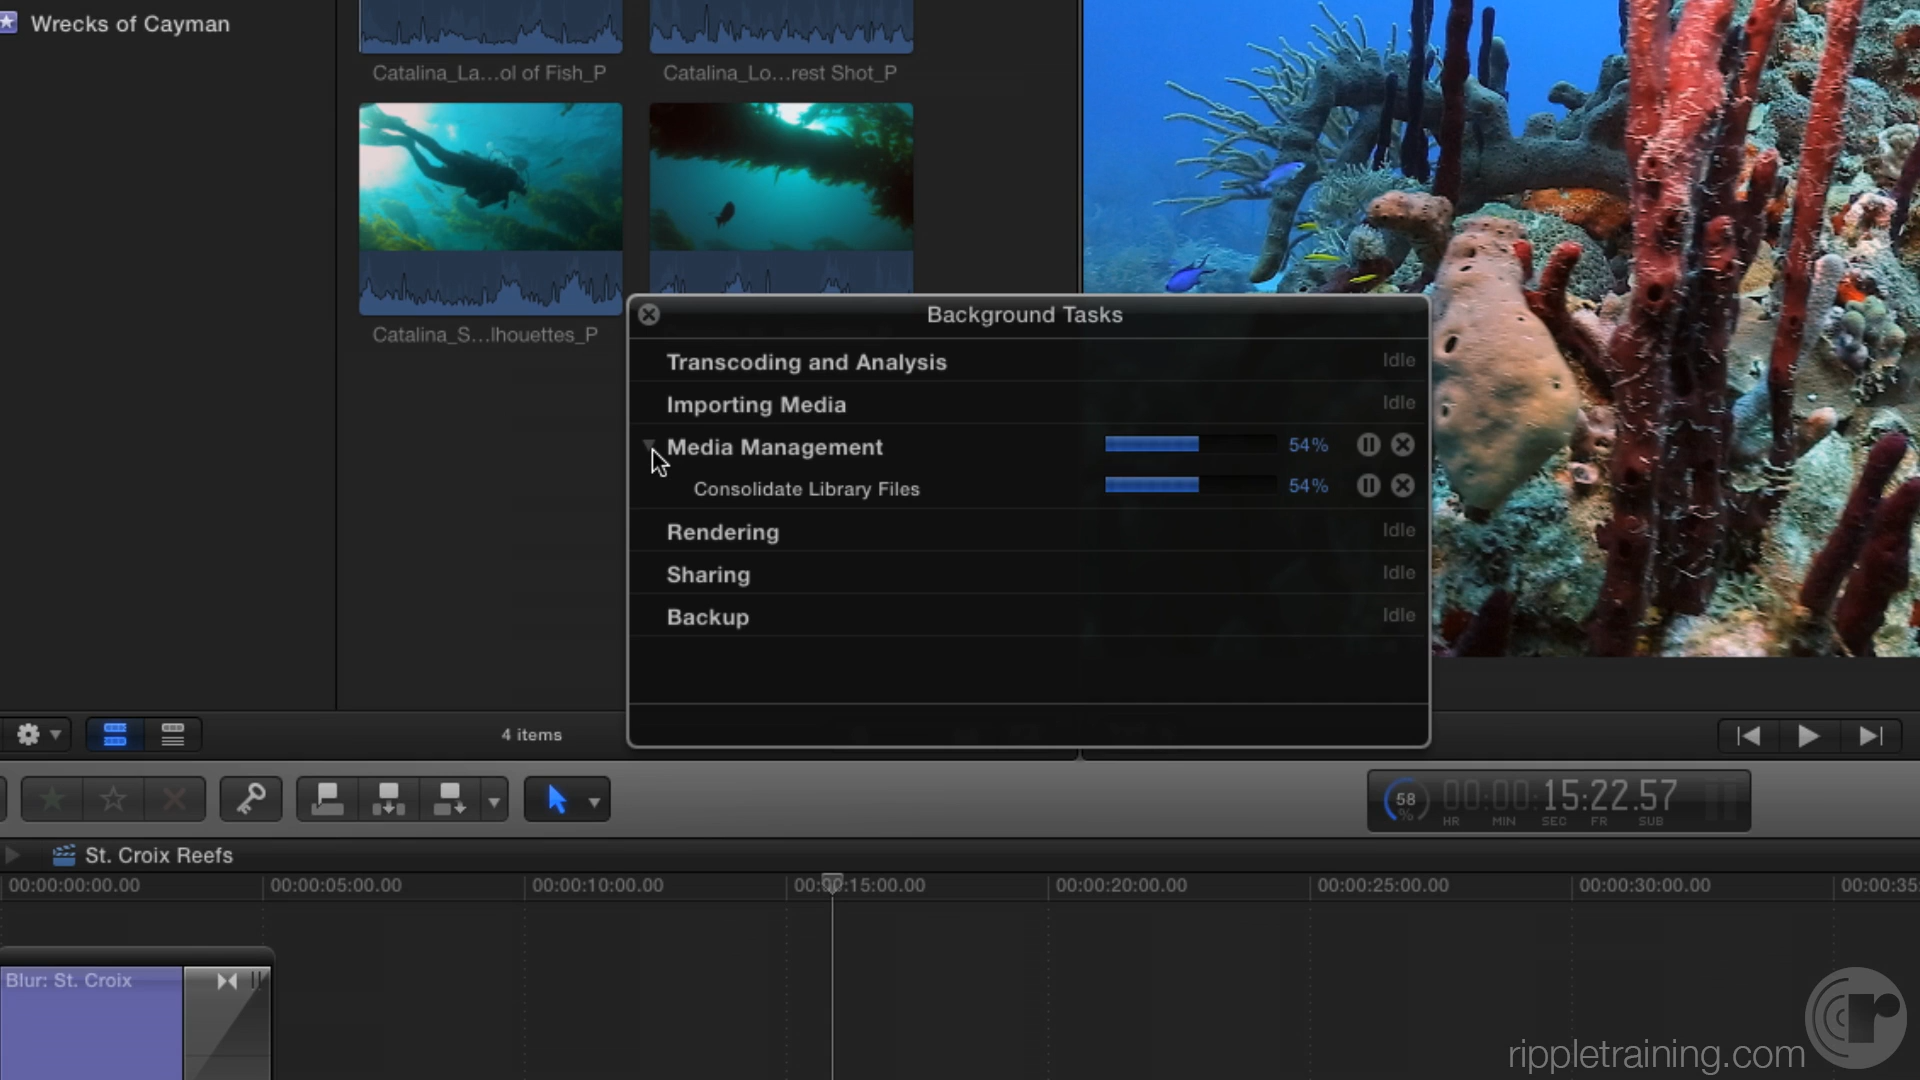 Wrecks of Cayman
Catalina_La...ol of Fish_P
Catalina_Lo...rest Shot_P
Catalina_S...lhouettes_P
Background Tasks
Transcoding and Analysis
Idle
Importing Media
Idle
Media Management
54%
Consolidate Library Files
54%
Rendering
Idle
Sharing
Idle
Backup
Idle
4 items
58 %
00:00:15:22.57
HR MIN SEC FR SUB
St. Croix Reefs
00:00:00:00.00
00:00:05:00.00
00:00:10:00.00
00:00:15:00.00
00:00:20:00.00
00:00:25:00.00
00:00:30:00.00
00:00:35
Blur: St. Croix
rippletraining.com